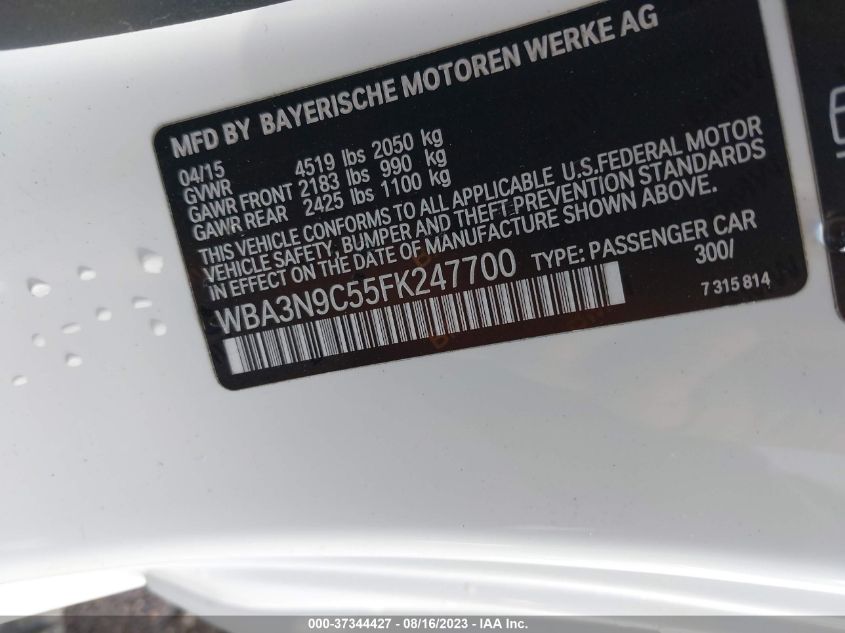 MFD BY BAYERISCHE MOTOREN WERKE AG
04/15
GVWR 4519 lbs 2050 kg
GAWR FRONT 2183 lbs 990 kg
GAWR REAR 2425 lbs 1100 kg
THIS VEHICLE CONFORMS TO ALL APPLICABLE U.S.FEDERAL MOTOR
VEHICLE SAFETY, BUMPER AND THEFT PREVENTION STANDARDS
IN EFFECT ON THE DATE OF MANUFACTURE SHOWN ABOVE.
WBA3N9C55FK247700 TYPE: PASSENGER CAR
300/
7 315 814
000-37344427 - 08/16/2023 - IAA Inc.